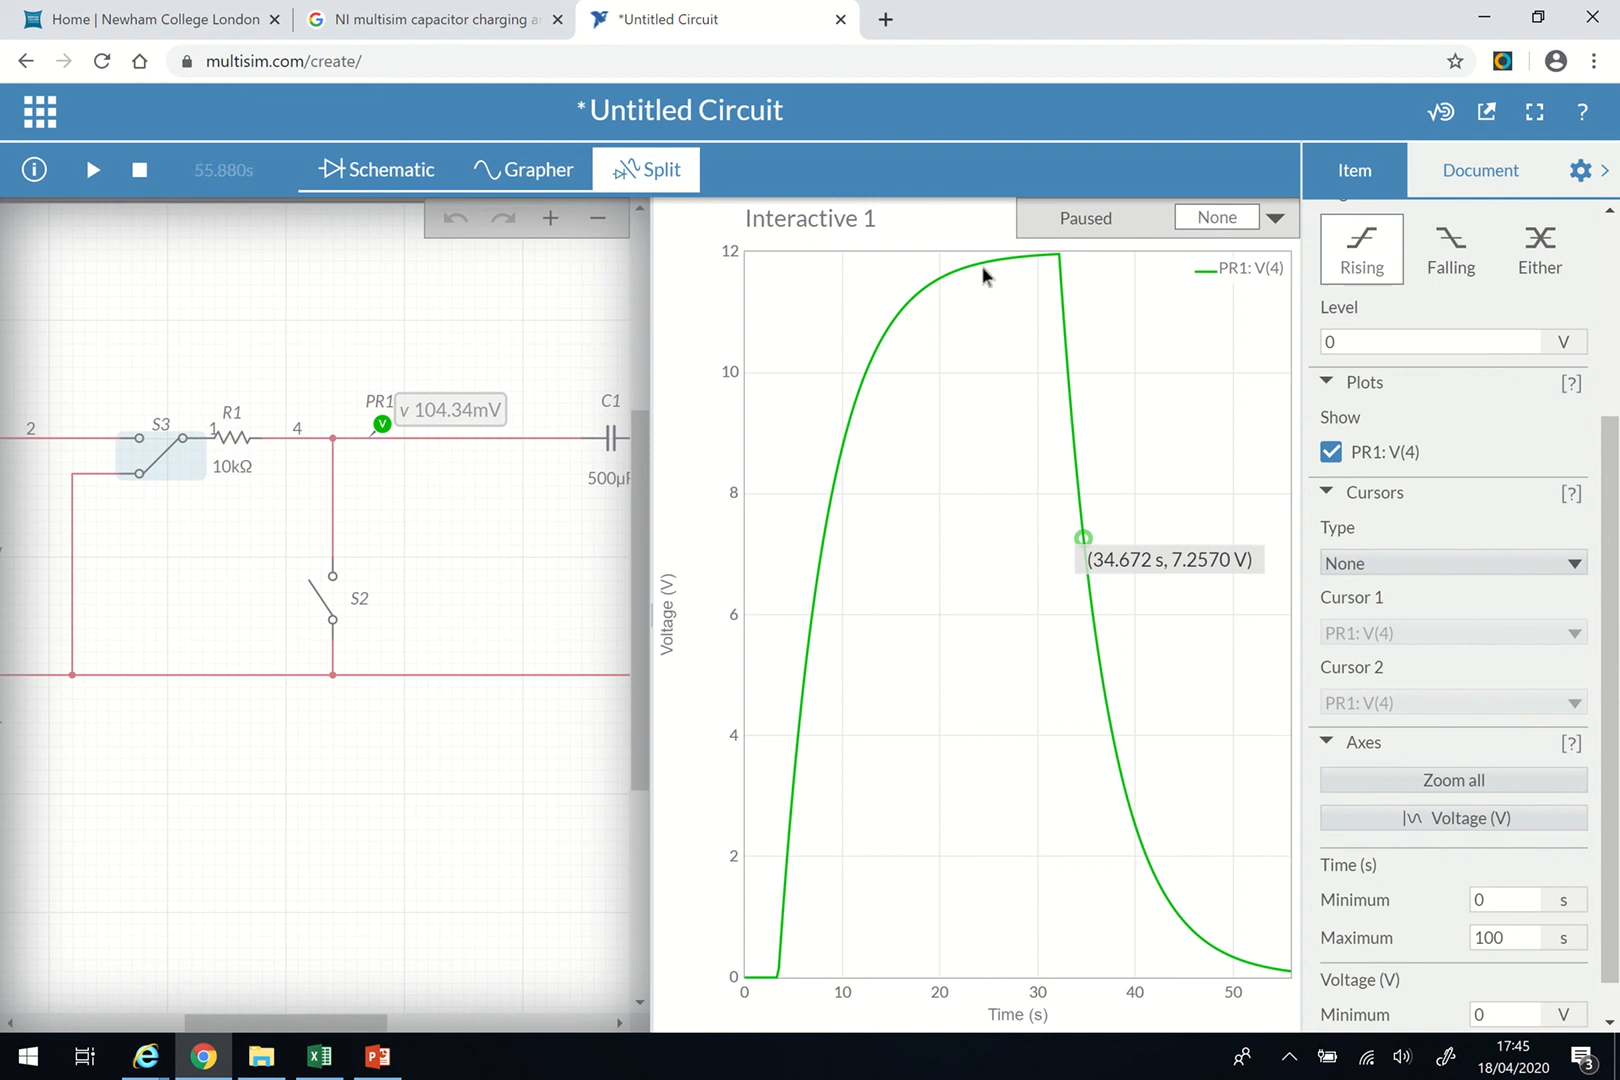 Home | Newham College London
NI multisim capacitor charging a
*Untitled Circuit
multisim.com/create/
* Untitled Circuit
?
55.880s
Schematic
Grapher
Split
Item
Document
Interactive 1
Paused
None
PR1: V(4)
12
10
8
6
4
2
0
Voltage (V)
0
10
20
30
40
50
Time (s)
(34.672 s, 7.2570 V)
2
S3
1
R1
10kΩ
4
PR1
V
v 104.34mV
C1
500µF
S2
Rising
Falling
Either
Level
0
V
Plots
[?]
Show
PR1: V(4)
Cursors
[?]
Type
None
Cursor 1
PR1: V(4)
Cursor 2
PR1: V(4)
Axes
[?]
Zoom all
Voltage (V)
Time (s)
Minimum
0
s
Maximum
100
s
Voltage (V)
Minimum
0
V
17:45
18/04/2020
3